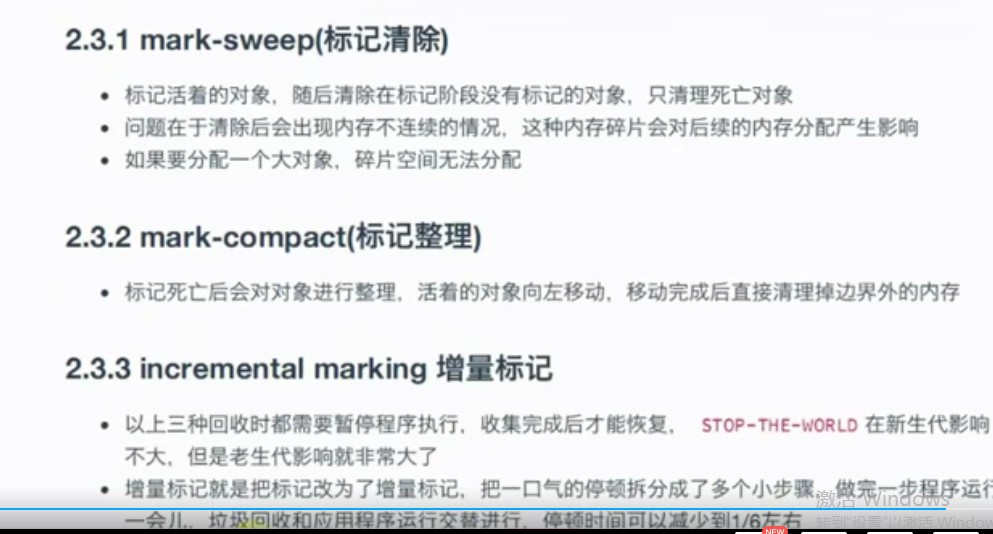 2.3.1 mark-sweep(标记清除)
标记活着的对象，随后清除在标记阶段没有标记的对象，只清理死亡对象
问题在于清除后会出现内存不连续的情况，这种内存碎片会对后续的内存分配产生影响
如果要分配一个大对象，碎片空间无法分配
2.3.2 mark-compact(标记整理)
标记死亡后会对对象进行整理，活着的对象向左移动，移动完成后直接清理掉边界外的内存
2.3.3 incremental marking 增量标记
以上三种回收时都需要暂停程序执行，收集完成后才能恢复， STOP-THE-WORLD 在新生代影响
不大，但是老生代影响就非常大了
增量标记就是把标记改为了增量标记，把一口气的停顿拆分成了多个小步骤，做完一步程序运行
一会儿，垃圾回收和应用程序运行交替进行，停顿时间可以减少到1/6左右
激活 Windows
转到"设置"以激活 Window
NEW